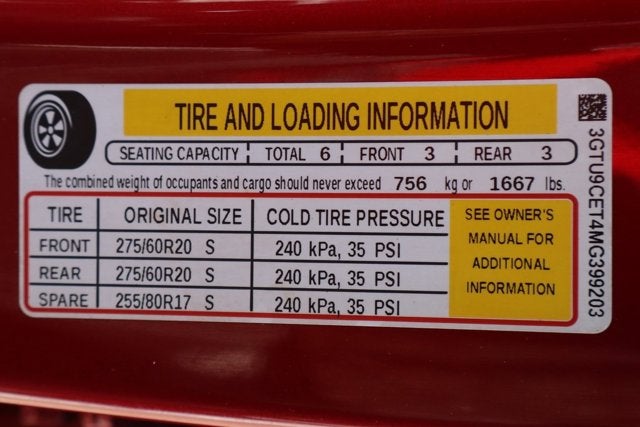 TIRE AND LOADING INFORMATION
SEATING CAPACITY TOTAL 6 FRONT 3 REAR 3
The combined weight of occupants and cargo should never exceed 756 kg or 1667 lbs.
TIRE ORIGINAL SIZE COLD TIRE PRESSURE
FRONT 275/60R20 S 240 kPa, 35 PSI
REAR 275/60R20 S 240 kPa, 35 PSI
SPARE 255/80R17 S 240 kPa, 35 PSI
SEE OWNER'S
MANUAL FOR
ADDITIONAL
INFORMATION
3GTU9CET4MG399203